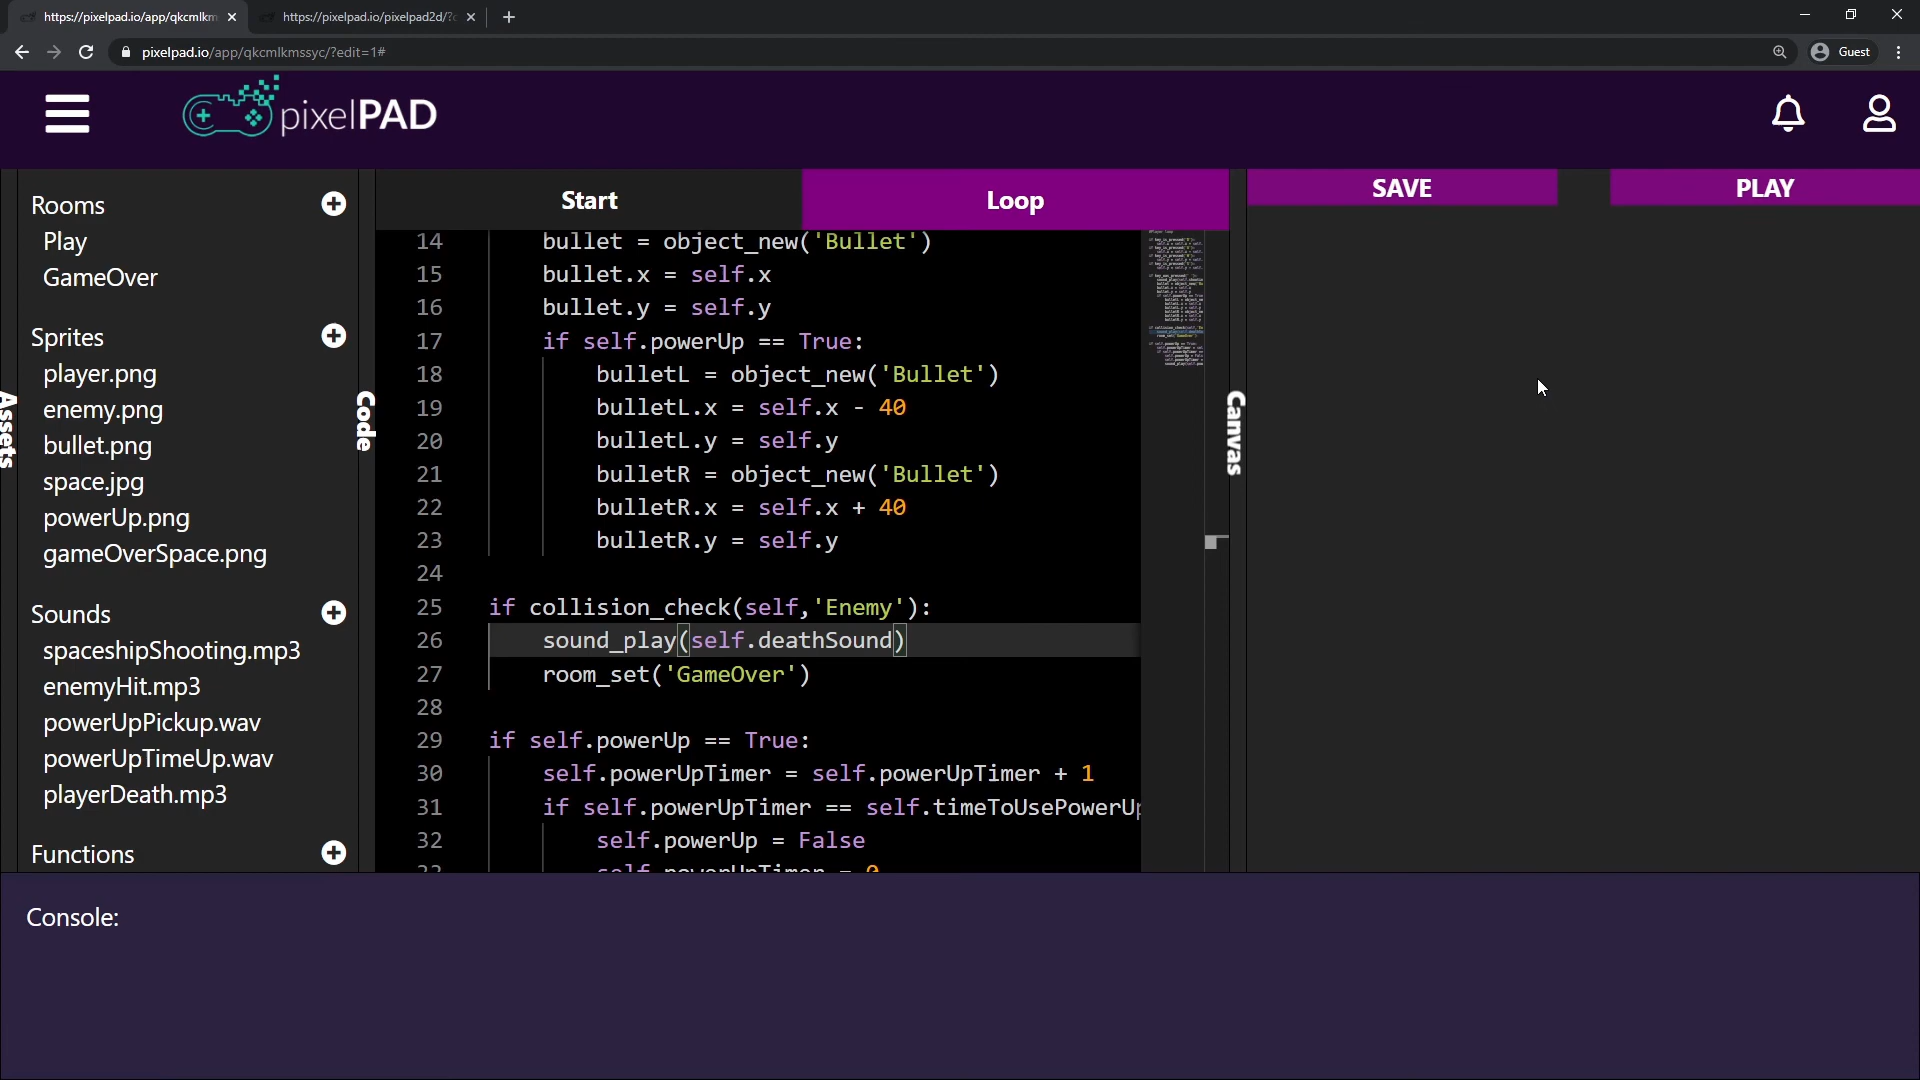 https://pixelpad.io/app/qkcmlkm
https://pixelpad.io/pixelpad2d/?c
pixelpad.io/app/qkcmlkmssyc/?edit=1#
Guest
pixelPAD
Assets
Rooms
Play
GameOver
Sprites
player.png
enemy.png
bullet.png
space.jpg
powerUp.png
gameOverSpace.png
Sounds
spaceshipShooting.mp3
enemyHit.mp3
powerUpPickup.wav
powerUpTimeUp.wav
playerDeath.mp3
Functions
Code
Start
Loop
14 bullet = object_new('Bullet')
15 bullet.x = self.x
16 bullet.y = self.y
17 if self.powerUp == True:
18 bulletL = object_new('Bullet')
19 bulletL.x = self.x - 40
20 bulletL.y = self.y
21 bulletR = object_new('Bullet')
22 bulletR.x = self.x + 40
23 bulletR.y = self.y
24
25 if collision_check(self,'Enemy'):
26 sound_play(self.deathSound)
27 room_set('GameOver')
28
29 if self.powerUp == True:
30 self.powerUpTimer = self.powerUpTimer + 1
31 if self.powerUpTimer == self.timeToUsePowerUp
32 self.powerUp = False
33 self.powerUpTimer = 0
Canvas
SAVE
PLAY
Console: